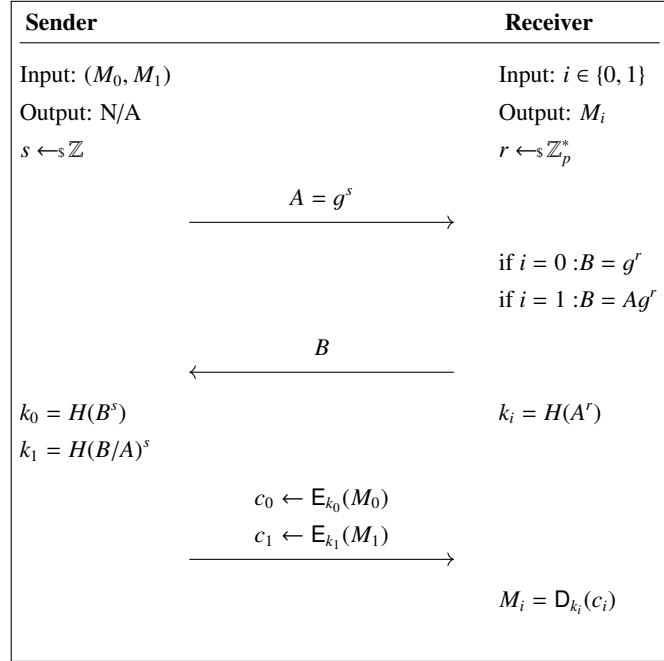 Sender Receiver
Input: (M₀, M₁) Input: i ∈ {0, 1}
Output: N/A Output: Mᵢ
s ←$ ℤ r ←$ ℤ*ₚ
A = gˢ
if i = 0 :B = gʳ
if i = 1 :B = Agʳ
B
k₀ = H(Bˢ) kᵢ = H(Aʳ)
k₁ = H(B/A)ˢ
c₀ ← E_{k₀}(M₀)
c₁ ← E_{k₁}(M₁)
Mᵢ = D_{kᵢ}(cᵢ)